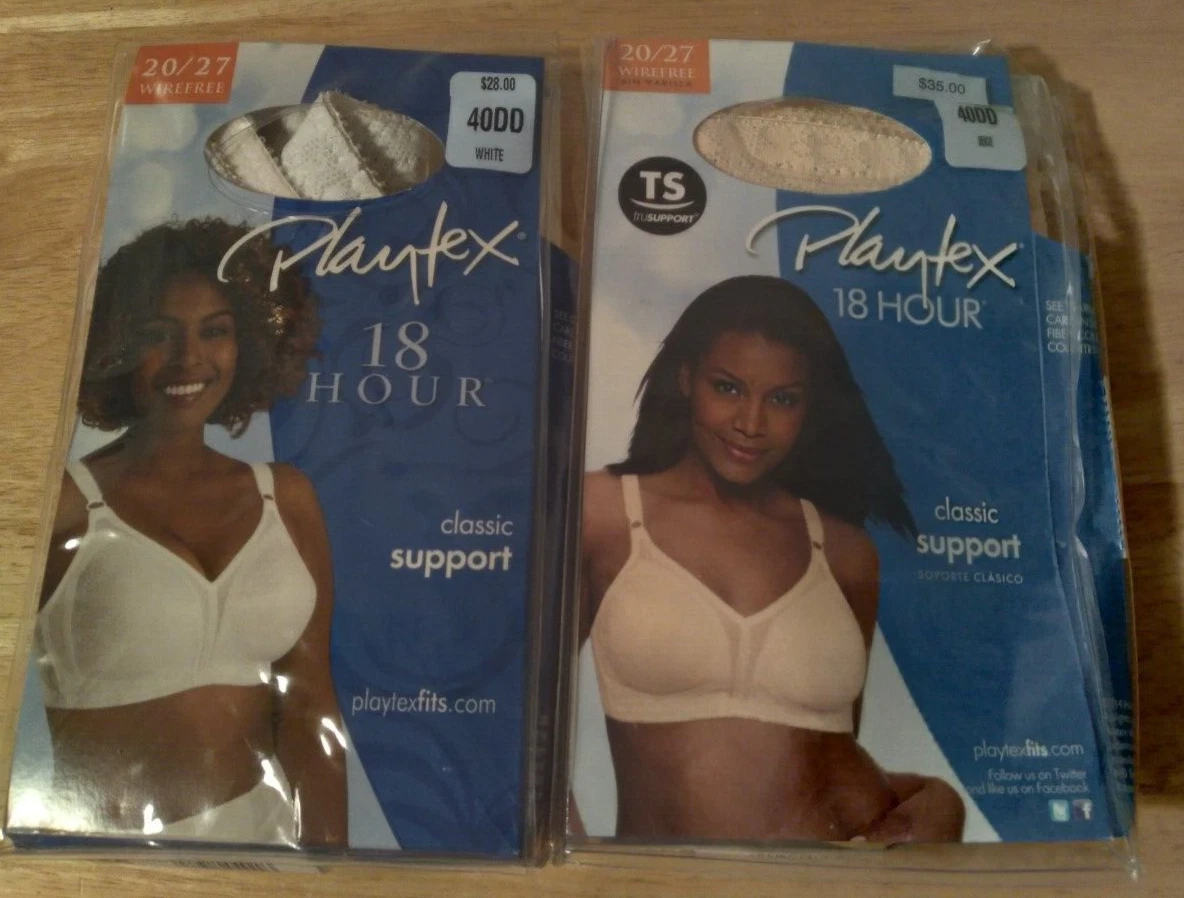 20/27
WIREFREE
$28.00
40DD
WHITE
Playtex
18
HOUR
classic
support
playtexfits.com
20/27
WIREFREE
$35.00
40DD
TS
truSUPPORT
Playtex
18 HOUR
SEE
classic
support
SOPORTE CLÁSICO
playtexfits.com
Follow us on Twitter
and like us on Facebook